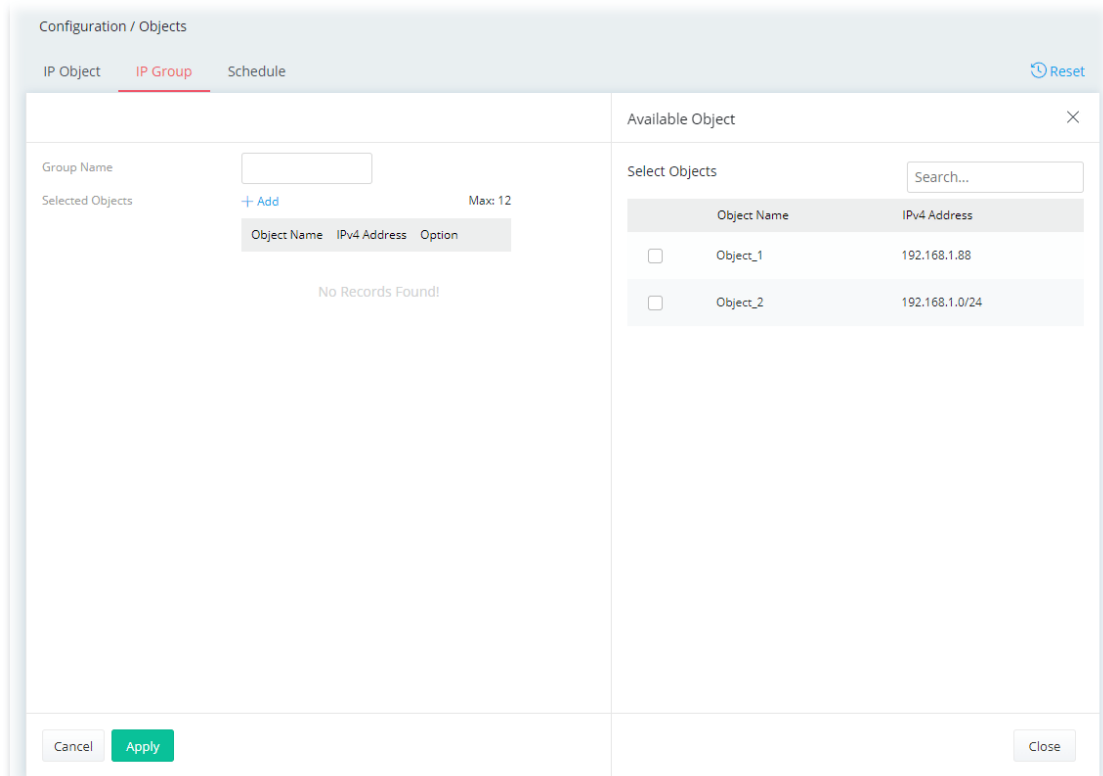 Configuration / Objects
IP Object IP Group Schedule Reset
Available Object
Group Name
Selected Objects + Add Max: 12
Object Name IPv4 Address Option
No Records Found!
Select Objects Search...
Object Name IPv4 Address
Object_1 192.168.1.88
Object_2 192.168.1.0/24
Cancel Apply Close